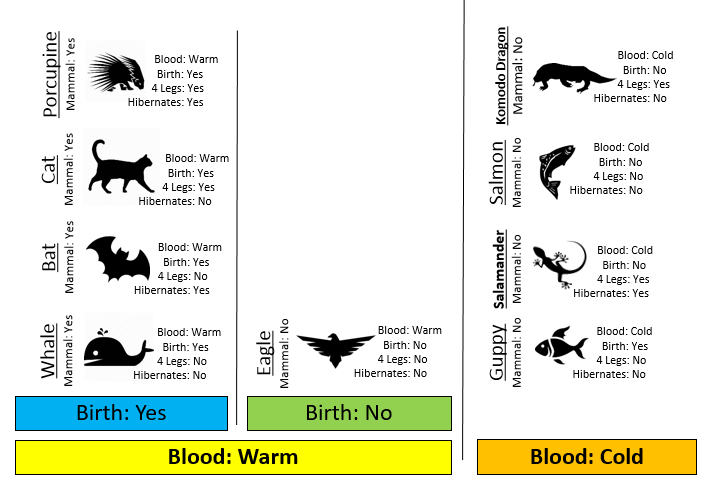 Porcupine
Mammal: Yes
Blood: Warm
Birth: Yes
4 Legs: Yes
Hibernates: Yes
Cat
Mammal: Yes
Blood: Warm
Birth: Yes
4 Legs: Yes
Hibernates: No
Bat
Mammal: Yes
Blood: Warm
Birth: Yes
4 Legs: No
Hibernates: Yes
Whale
Mammal: Yes
Blood: Warm
Birth: Yes
4 Legs: No
Hibernates: No
Eagle
Mammal: No
Blood: Warm
Birth: No
4 Legs: No
Hibernates: No
Komodo Dragon
Mammal: No
Blood: Cold
Birth: No
4 Legs: Yes
Hibernates: No
Salmon
Mammal: No
Blood: Cold
Birth: No
4 Legs: No
Hibernates: No
Salamander
Mammal: No
Blood: Cold
Birth: No
4 Legs: Yes
Hibernates: Yes
Guppy
Mammal: No
Blood: Cold
Birth: Yes
4 Legs: No
Hibernates: No
Birth: Yes
Birth: No
Blood: Warm
Blood: Cold